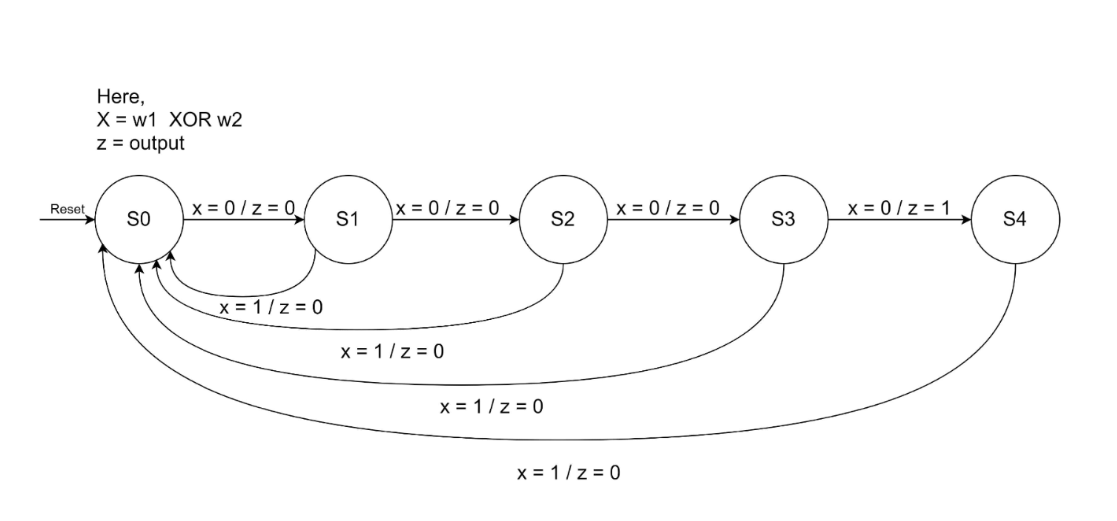 Here,
X = w1 XOR w2
z = output
Reset
S0
x = 0 / z = 0
S1
x = 0 / z = 0
S2
x = 0 / z = 0
S3
x = 0 / z = 1
S4
x = 1 / z = 0
x = 1 / z = 0
x = 1 / z = 0
x = 1 / z = 0